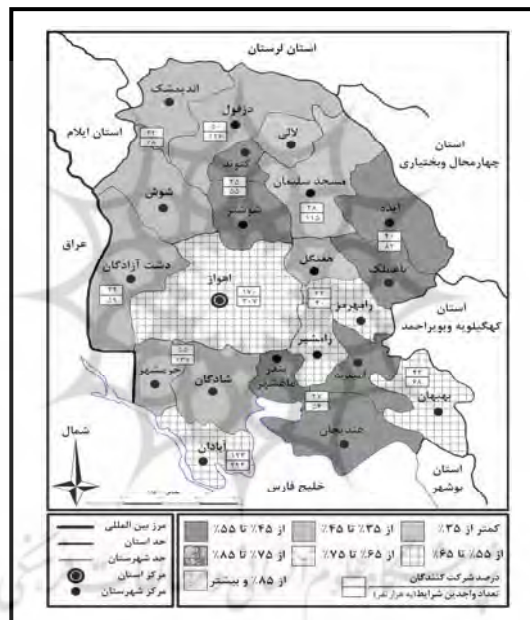 استان لرستان
اندیمشک
دزفول
استان ایلام
لالی
استان
چهارمحال وبختیاری
گتوند
شوش
مسجد سلیمان
ایذه
شوشتر
عراق
دشت آزادگان
هفتگل
باغملک
اهواز
رامهرمز
استان
کهگیلویه وبویراحمد
رامشیر
خرمشهر
شادگان
بندر
ماهشهر
امیدیه
بهبهان
هندیجان
آبادان
شمال
خلیج فارس
استان
بوشهر
مرز بین المللی
حد استان
حد شهرستان
مرکز استان
مرکز شهرستان
کمتر از ۳۵٪
از ۳۵٪ تا ۴۵٪
از ۴۵٪ تا ۵۵٪
از ۵۵٪ تا ۶۵٪
از ۶۵٪ تا ۷۵٪
از ۷۵٪ تا ۸۵٪
از ۸۵٪ و بیشتر
درصد شرکت کنندگان
تعداد واجدین شرایط (به هزار نفر)